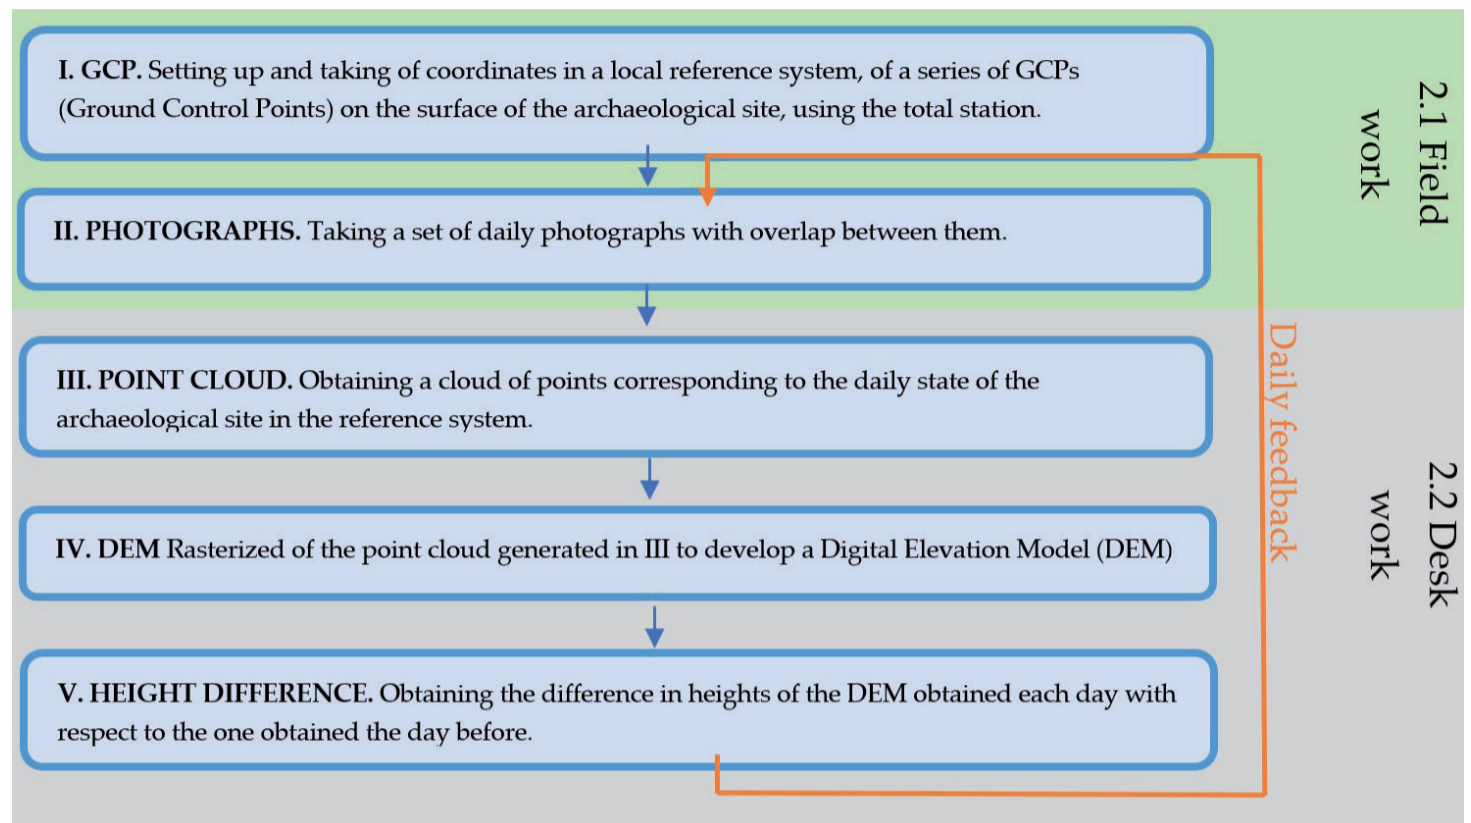 I. GCP. Setting up and taking of coordinates in a local reference system, of a series of GCPs
(Ground Control Points) on the surface of the archaeological site, using the total station.
II. PHOTOGRAPHS. Taking a set of daily photographs with overlap between them.
2.1 Field
work
III. POINT CLOUD. Obtaining a cloud of points corresponding to the daily state of the
archaeological site in the reference system.
IV. DEM Rasterized of the point cloud generated in III to develop a Digital Elevation Model (DEM)
V. HEIGHT DIFFERENCE. Obtaining the difference in heights of the DEM obtained each day with
respect to the one obtained the day before.
Daily feedback
2.2 Desk
work